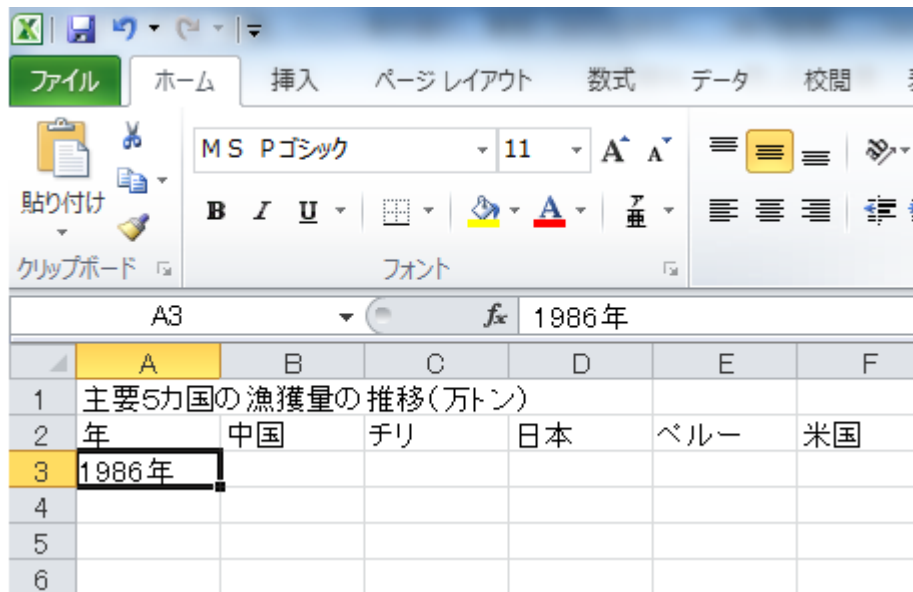 ファイル ホーム 挿入 ページ レイアウト 数式 データ 校閲
ＭＳ Ｐゴシック 11 A A
貼り付け B I U A ア亜
クリップボード フォント
A3 fx 1986年
A B C D E F
1 主要5カ国の漁獲量の推移(万トン)
2 年 中国 チリ 日本 ペルー 米国
3 1986年
4
5
6